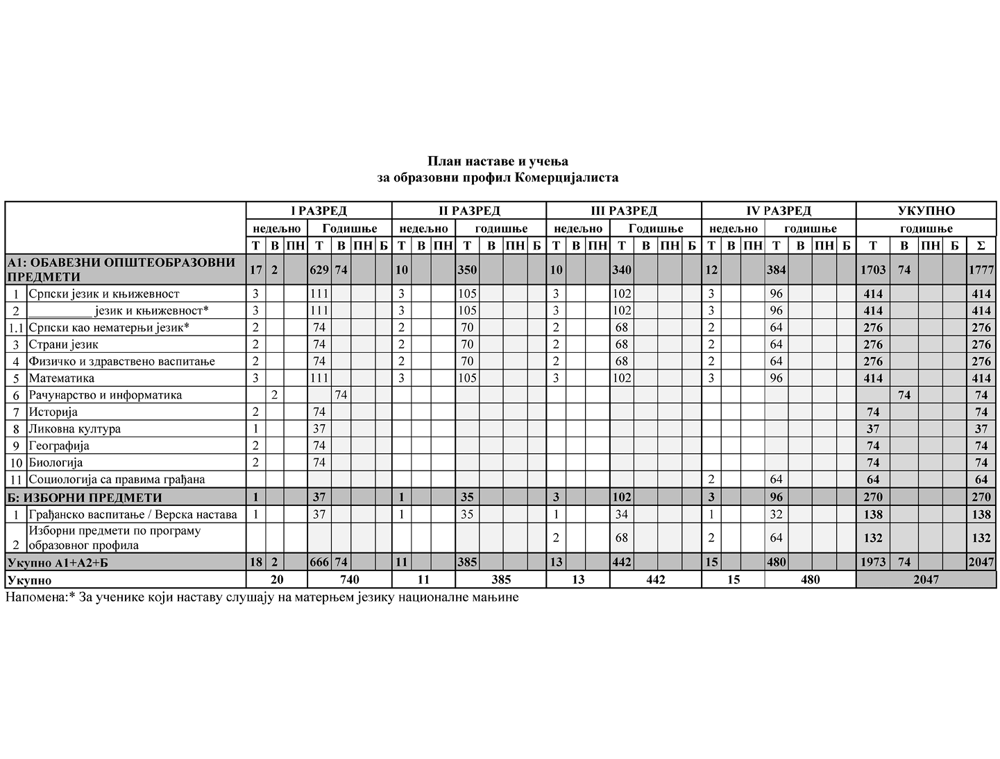 План наставе и учења
за образовни профил Комерцијалиста
I РАЗРЕД II РАЗРЕД III РАЗРЕД IV РАЗРЕД УКУПНО
недељно Годишње недељно годишње недељно Годишње недељно годишње годишње
Т В ПН Т В ПН Б Т В ПН Т В ПН Б Т В ПН Т В ПН Б Т В ПН Т В ПН Б Т В ПН Б Σ
А1: ОБАВЕЗНИ ОПШТЕОБРАЗОВНИ
ПРЕДМЕТИ 17 2 629 74 10 350 10 340 12 384 1703 74 1777
1 Српски језик и књижевност 3 111 3 105 3 102 3 96 414 414
2 __________ језик и књижевност* 3 111 3 105 3 102 3 96 414 414
1.1 Српски као нематерњи језик* 2 74 2 70 2 68 2 64 276 276
3 Страни језик 2 74 2 70 2 68 2 64 276 276
4 Физичко и здравствено васпитање 2 74 2 70 2 68 2 64 276 276
5 Математика 3 111 3 105 3 102 3 96 414 414
6 Рачунарство и информатика 2 74 74 74
7 Историја 2 74 74 74
8 Ликовна култура 1 37 37 37
9 Географија 2 74 74 74
10 Биологија 2 74 74 74
11 Социологија са правима грађана 2 64 64 64
Б: ИЗБОРНИ ПРЕДМЕТИ 1 37 1 35 3 102 3 96 270 270
1 Грађанско васпитање / Верска настава 1 37 1 35 1 34 1 32 138 138
2 Изборни предмети по програму
образовног профила 2 68 2 64 132 132
Укупно А1+А2+Б 18 2 666 74 11 385 13 442 15 480 1973 74 2047
Укупно 20 740 11 385 13 442 15 480 2047
Напомена:* За ученике који наставу слушају на матерњем језику националне мањине